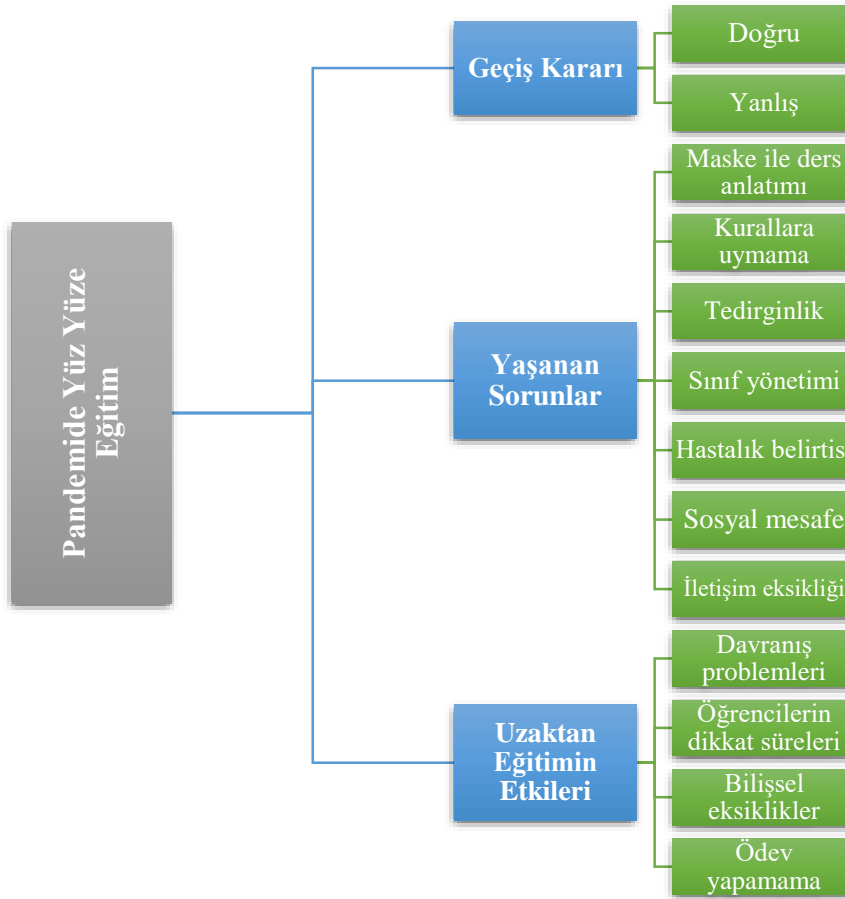 Pandemide Yüz Yüze
Eğitim
Geçiş Kararı
Doğru
Yanlış
Yaşanan
Sorunlar
Maske ile ders
anlatımı
Kurallara
uymama
Tedirginlik
Sınıf yönetimi
Hastalık belirtis
Sosyal mesafe
İletişim eksikliği
Uzaktan
Eğitimin
Etkileri
Davranış
problemleri
Öğrencilerin
dikkat süreleri
Bilişsel
eksiklikler
Ödev
yapamama